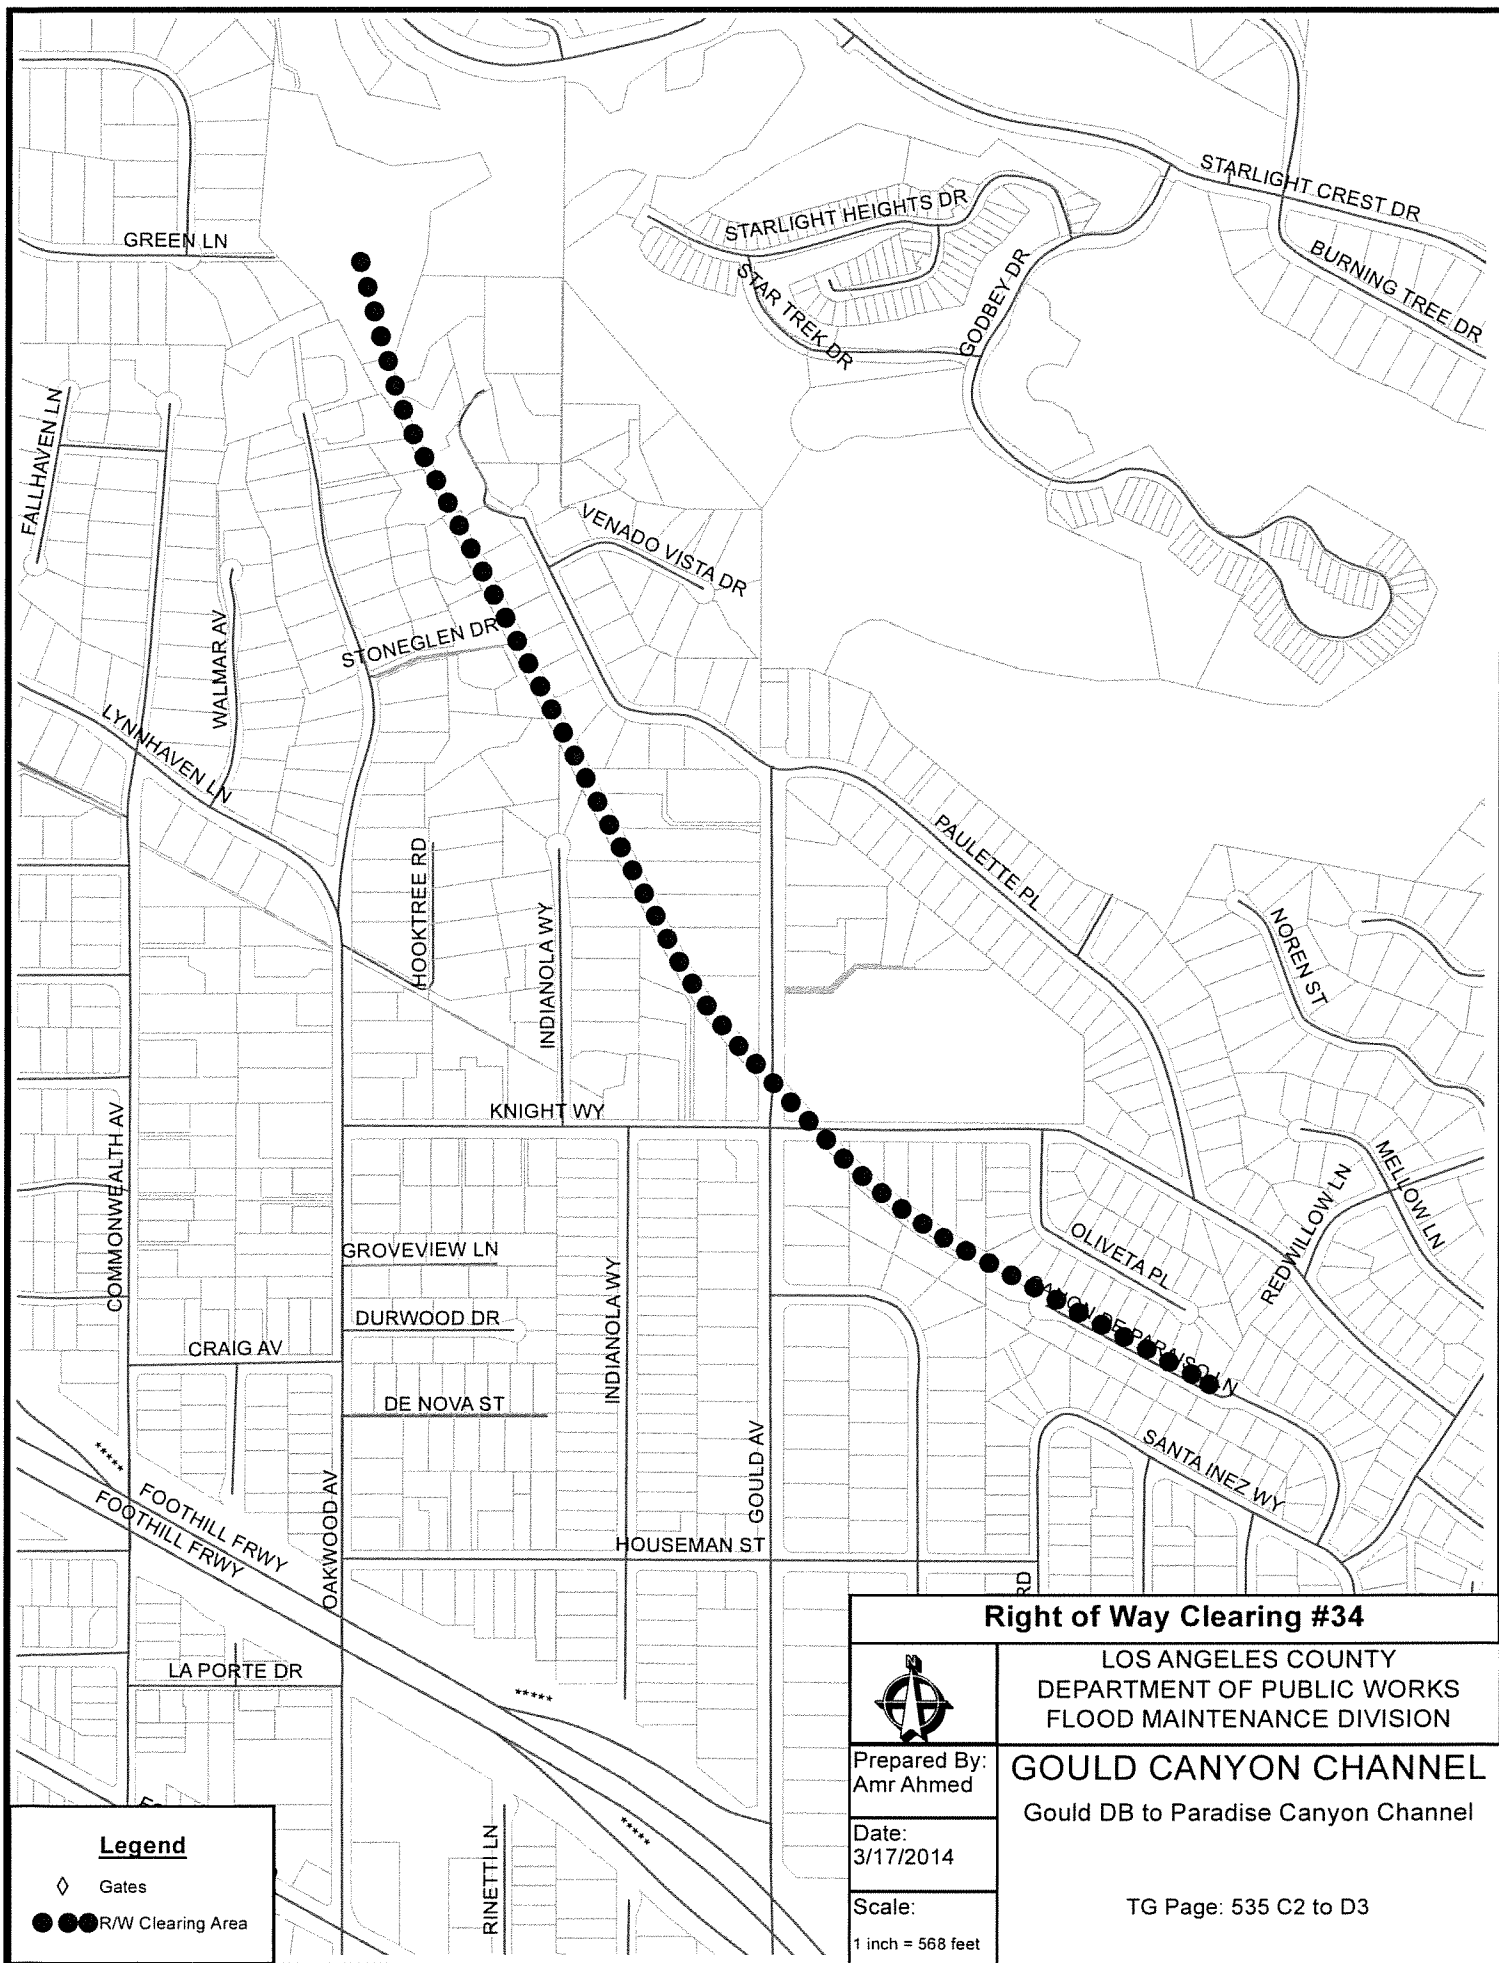 STARLIGHT CREST DR
STARLIGHT HEIGHTS DR
GREEN LN
BURNING TREE DR
STAR TREK DR
GODBEY DR
FALLHAVEN LN
VENADO VISTA DR
STONEGLEN DR
WALMAR AV
LYNNHAVEN LN
PAULETTE PL
HOOKTREE RD
INDIANOLA WY
NOREN ST
KNIGHT WY
COMMONWEALTH AV
MELLOW LN
REDWILLOW LN
OLIVETA PL
GROVEVIEW LN
DURWOOD DR
INDIANOLA WY
CRAIG AV
DE NOVA ST
GOULD AV
SANTA INEZ WY
*****
FOOTHILL FRWY
FOOTHILL FRWY
OAKWOOD AV
HOUSEMAN ST
RD
LA PORTE DR
*****
*****
RINETTI LN
Legend
Gates
R/W Clearing Area
Right of Way Clearing #34
N
LOS ANGELES COUNTY
DEPARTMENT OF PUBLIC WORKS
FLOOD MAINTENANCE DIVISION
Prepared By:
Amr Ahmed
GOULD CANYON CHANNEL
Gould DB to Paradise Canyon Channel
Date:
3/17/2014
TG Page: 535 C2 to D3
Scale:
1 inch = 568 feet